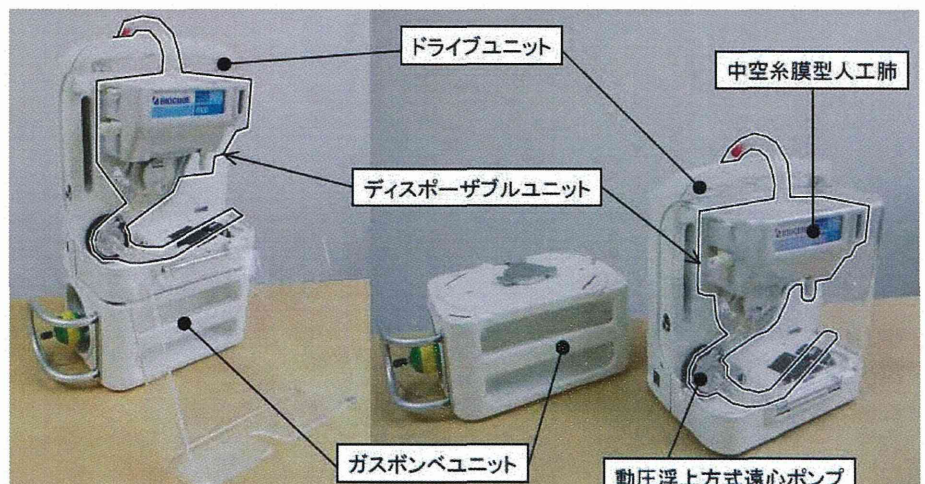 ドライブユニット
中空糸膜型人工肺
BIOCUBE
BIOCUBE
ディスポーザブルユニット
ガスボンベユニット
動圧浮上方式遠心ポンプ